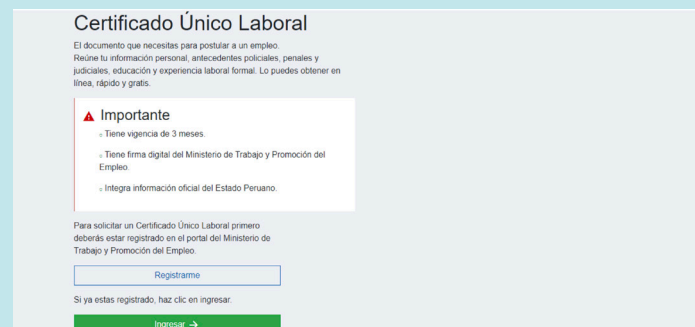 Certificado Único Laboral
El documento que necesitas para postular a un empleo.
Reúne tu información personal, antecedentes policiales, penales y
judiciales, educación y experiencia laboral formal. Lo puedes obtener en
línea, rápido y gratis.
Importante
Tiene vigencia de 3 meses.
Tiene firma digital del Ministerio de Trabajo y Promoción del
Empleo.
Integra información oficial del Estado Peruano.
Para solicitar un Certificado Único Laboral primero
deberás estar registrado en el portal del Ministerio de
Trabajo y Promoción del Empleo.
Registrarme
Si ya estas registrado, haz clic en ingresar.
Ingresar →